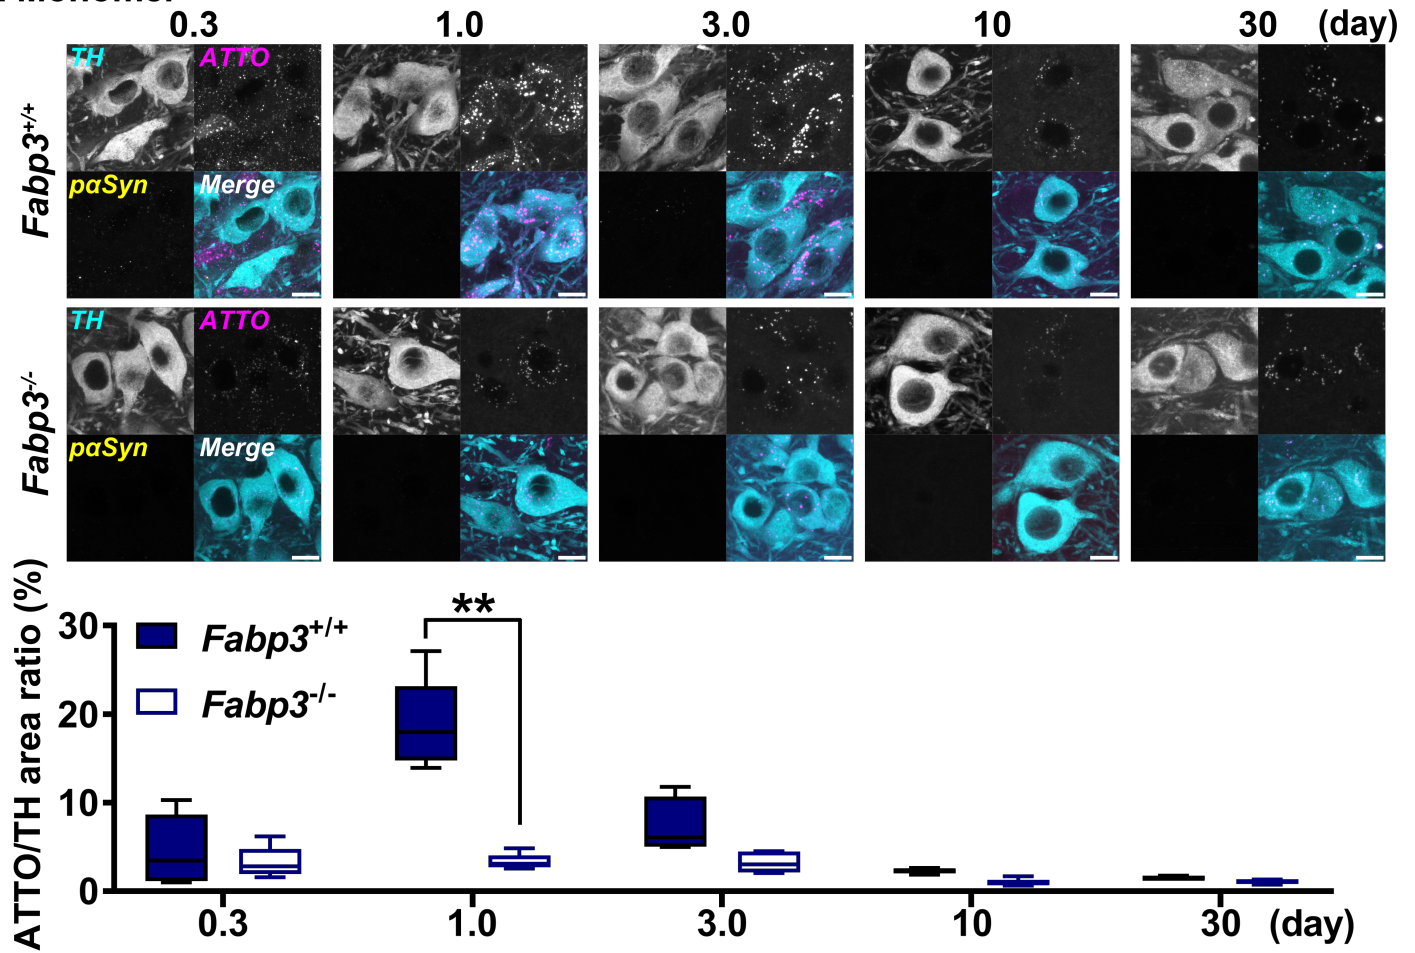 0.3 1.0 3.0 10 30 (day)
Fabp3+/+
TH ATTO
pαSyn Merge
Fabp3-/-
TH ATTO
pαSyn Merge
ATTO/TH area ratio (%)
30
20
10
0
Fabp3+/+
Fabp3-/-
**
0.3 1.0 3.0 10 30 (day)